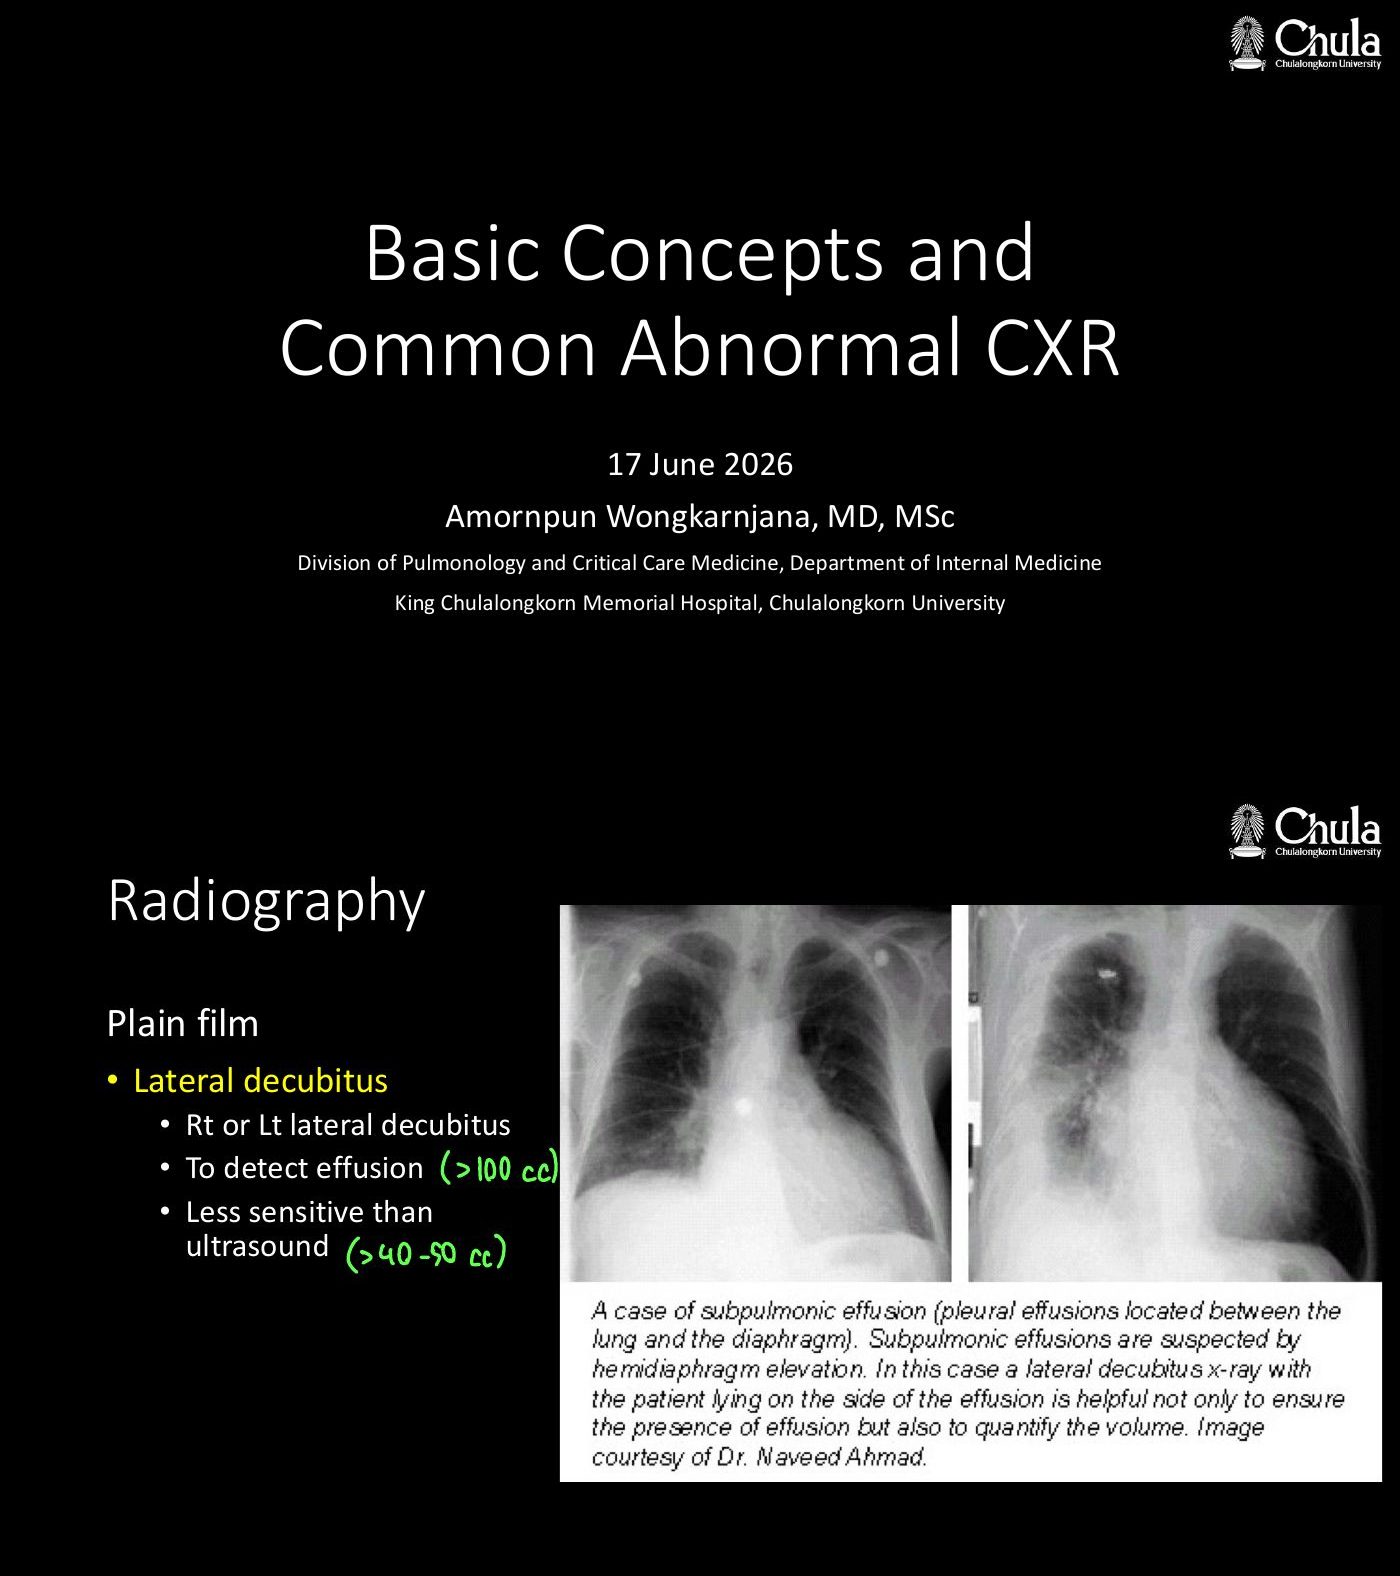 Chula
Chulalongkorn University
Basic Concepts and
Common Abnormal CXR
17 June 2026
Amornpun Wongkarnjana, MD, MSc
Division of Pulmonology and Critical Care Medicine, Department of Internal Medicine
King Chulalongkorn Memorial Hospital, Chulalongkorn University
Chula
Chulalongkorn University
Radiography
Plain film
• Lateral decubitus
• Rt or Lt lateral decubitus
• To detect effusion (>100 cc)
• Less sensitive than
ultrasound (>40-50 cc)
A case of subpulmonic effusion (pleural effusions located between the
lung and the diaphragm). Subpulmonic effusions are suspected by
hemidiaphragm elevation. In this case a lateral decubitus x-ray with
the patient lying on the side of the effusion is helpful not only to ensure
the presence of effusion but also to quantify the volume. Image
courtesy of Dr. Naveed Ahmad.